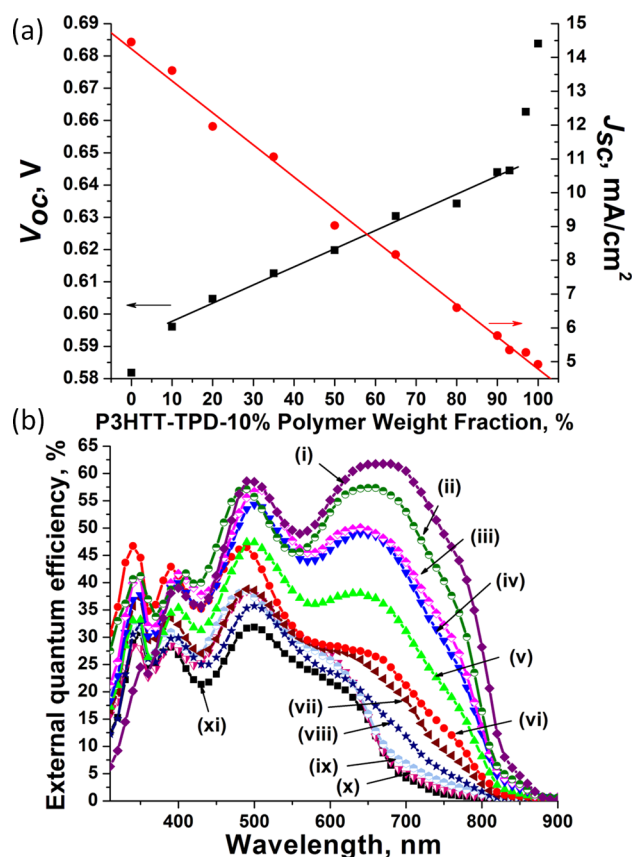 (a)
0.69
0.68
0.67
0.66
0.65
0.64
0.63
0.62
0.61
0.60
0.59
0.58
Voc, V
15
14
13
12
11
10
9
8
7
6
5
Jsc, mA/cm2
0 10 20 30 40 50 60 70 80 90 100
P3HTT-TPD-10% Polymer Weight Fraction, %
(b)
65
60
55
50
45
40
35
30
25
20
15
10
5
0
External quantum efficiency, %
(i)
(ii)
(iii)
(iv)
(v)
(vi)
(vii)
(viii)
(ix)
(x)
(xi)
400 500 600 700 800 900
Wavelength, nm